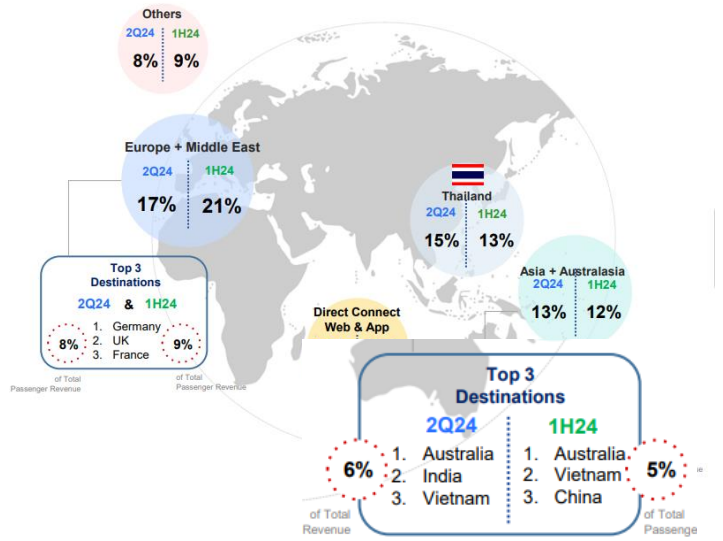 Others
2Q24 1H24
8% 9%
Europe + Middle East
2Q24 1H24
17% 21%
Thailand
2Q24 1H24
15% 13%
Asia + Australasia
2Q24 1H24
13% 12%
Top 3
Destinations
2Q24 & 1H24
1. Germany
2. UK
3. France
8%
9%
of Total
Passenger Revenue
of Total
Passenger Revenue
Direct Connect
Web & App
Top 3
Destinations
2Q24 1H24
1. Australia
2. India
3. Vietnam
1. Australia
2. Vietnam
3. China
6%
5%
of Total
Revenue
of Total
Passenge